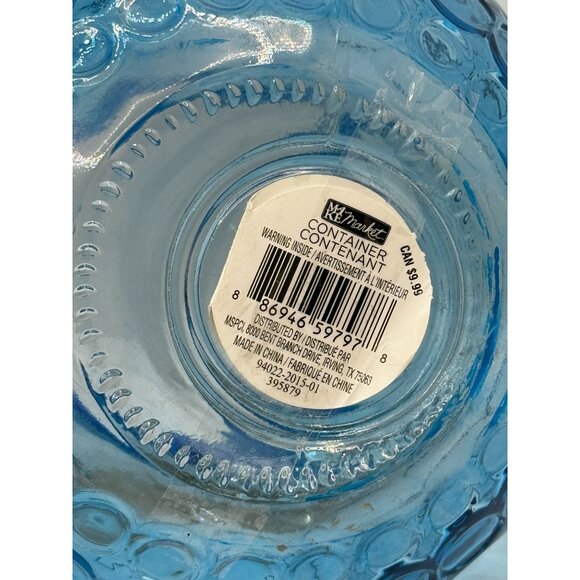 MAKE Market
CAN $9.99
CONTAINER
CONTENANT
WARNING INSIDE / AVERTISSEMENT À L'INTÉRIEUR
8 86946 59797 8
DISTRIBUTED BY / DISTRIBUÉ PAR
MSPCI, 8000 BENT BRANCH DRIVE, IRVING, TX 75063
MADE IN CHINA / FABRIQUÉ EN CHINE
94022-2015-01
395879